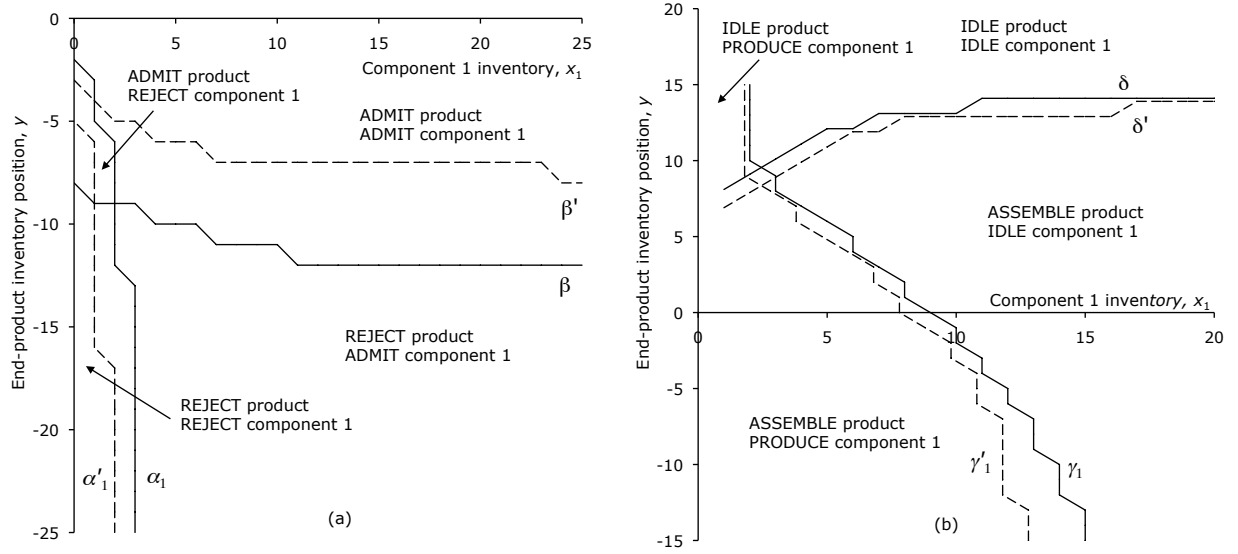 0
0
5
10
15
20
25
-5
-10
-15
-20
-25
End-product inventory position, y
Component 1 inventory, x₁
ADMIT product
REJECT component 1
ADMIT product
ADMIT component 1
β'
β
REJECT product
ADMIT component 1
REJECT product
REJECT component 1
α'₁
α₁
(a)
20
15
10
5
0
-5
-10
-15
End-product inventory position, y
IDLE product
PRODUCE component 1
IDLE product
IDLE component 1
δ
δ'
ASSEMBLE product
IDLE component 1
Component 1 inventory, x₁
0
5
10
15
20
ASSEMBLE product
PRODUCE component 1
γ'₁
γ₁
(b)